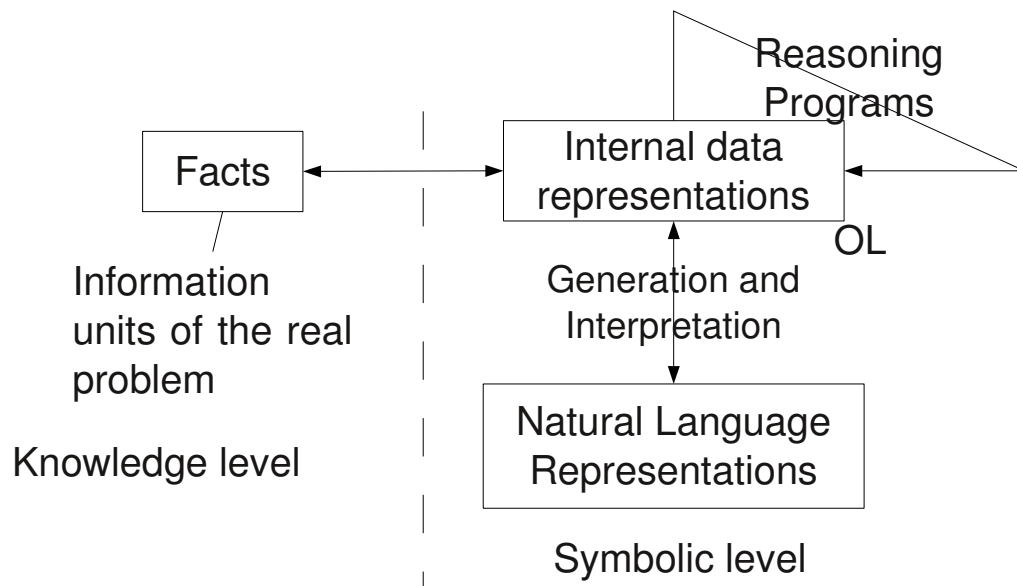 Reasoning
Programs
Facts
Internal data
representations
OL
Information
units of the real
problem
Generation and
Interpretation
Natural Language
Representations
Knowledge level
Symbolic level